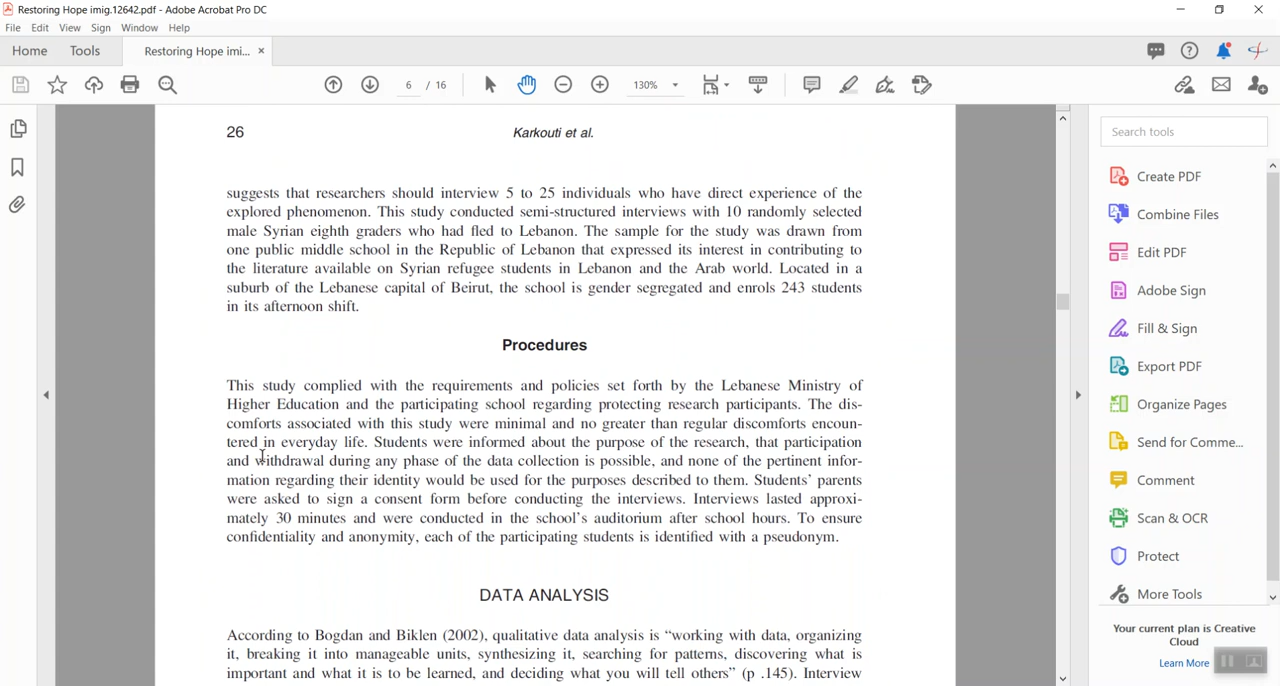 Restoring Hope imig.12642.pdf - Adobe Acrobat Pro DC
File Edit View Sign Window Help
Home Tools Restoring Hope imi... ×
6 / 16 130%
26 Karkouti et al.
suggests that researchers should interview 5 to 25 individuals who have direct experience of the
explored phenomenon. This study conducted semi-structured interviews with 10 randomly selected
male Syrian eighth graders who had fled to Lebanon. The sample for the study was drawn from
one public middle school in the Republic of Lebanon that expressed its interest in contributing to
the literature available on Syrian refugee students in Lebanon and the Arab world. Located in a
suburb of the Lebanese capital of Beirut, the school is gender segregated and enrols 243 students
in its afternoon shift.
Procedures
This study complied with the requirements and policies set forth by the Lebanese Ministry of
Higher Education and the participating school regarding protecting research participants. The dis-
comforts associated with this study were minimal and no greater than regular discomforts encoun-
tered in everyday life. Students were informed about the purpose of the research, that participation
and withdrawal during any phase of the data collection is possible, and none of the pertinent infor-
mation regarding their identity would be used for the purposes described to them. Students' parents
were asked to sign a consent form before conducting the interviews. Interviews lasted approxi-
mately 30 minutes and were conducted in the school's auditorium after school hours. To ensure
confidentiality and anonymity, each of the participating students is identified with a pseudonym.
DATA ANALYSIS
According to Bogdan and Biklen (2002), qualitative data analysis is “working with data, organizing
it, breaking it into manageable units, synthesizing it, searching for patterns, discovering what is
important and what it is to be learned, and deciding what you will tell others” (p .145). Interview
Search tools
Create PDF
Combine Files
Edit PDF
Adobe Sign
Fill & Sign
Export PDF
Organize Pages
Send for Comme...
Comment
Scan & OCR
Protect
More Tools
Your current plan is Creative
Cloud
Learn More